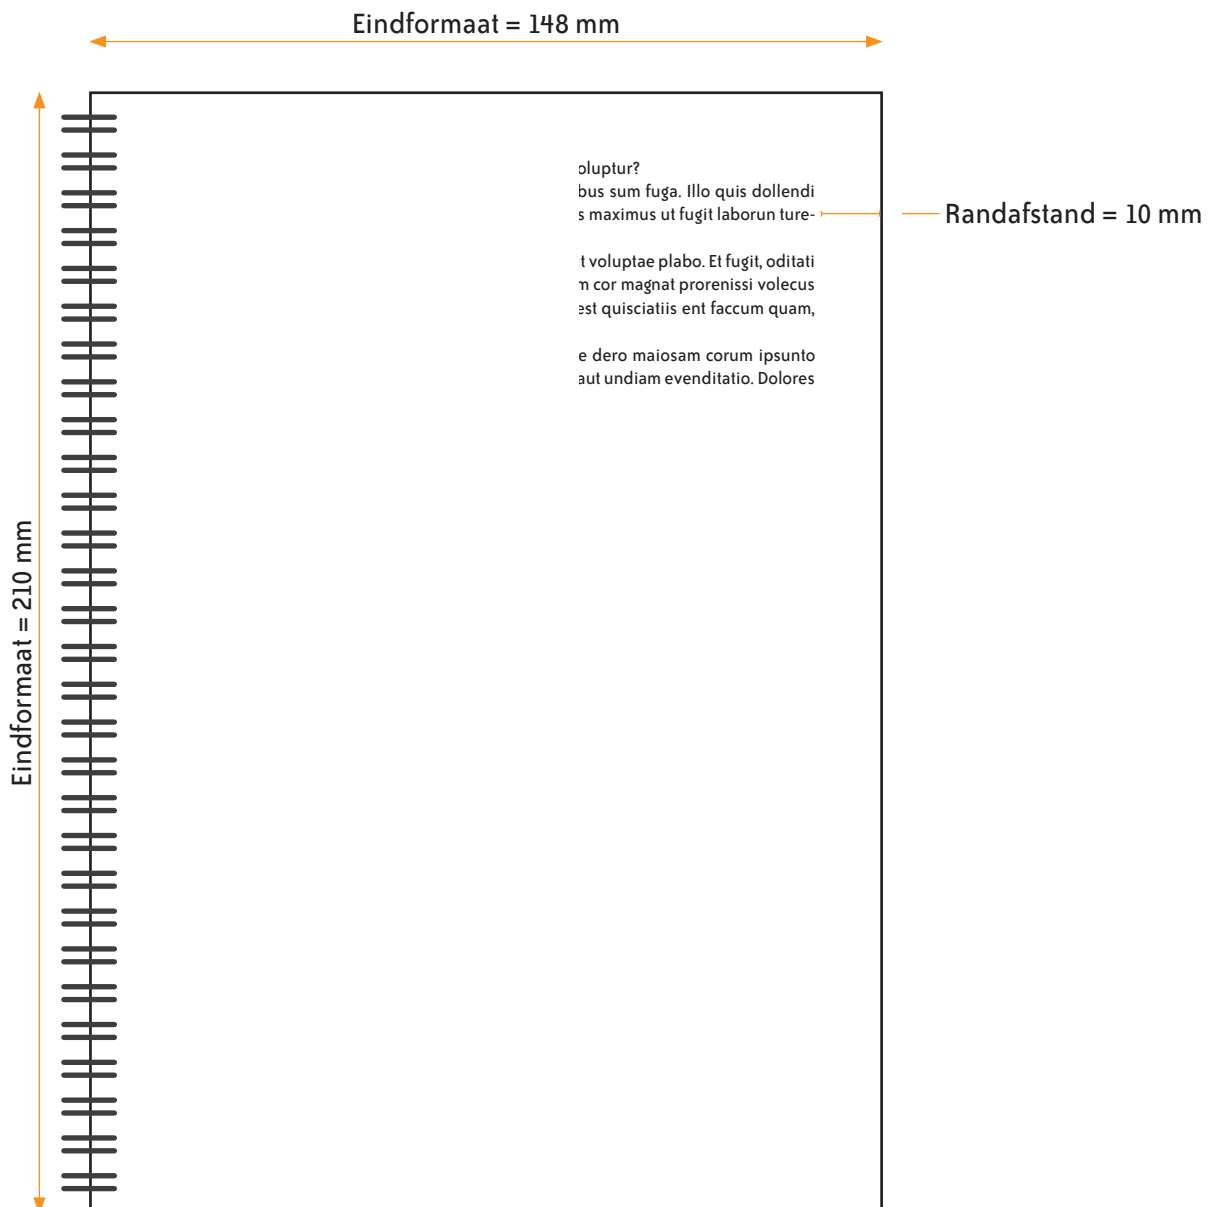 Eindformaat = 148 mm
oluptur?
bus sum fuga. Illo quis dollendi
s maximus ut fugit laborun ture-
Randafstand = 10 mm
t voluptae plabo. Et fugit, oditati
m cor magnat prorenissi volecus
est quisciatiis ent faccum quam,
e dero maiosam corum ipsunto
aut undiam evenditatio. Dolores
Eindformaat = 210 mm